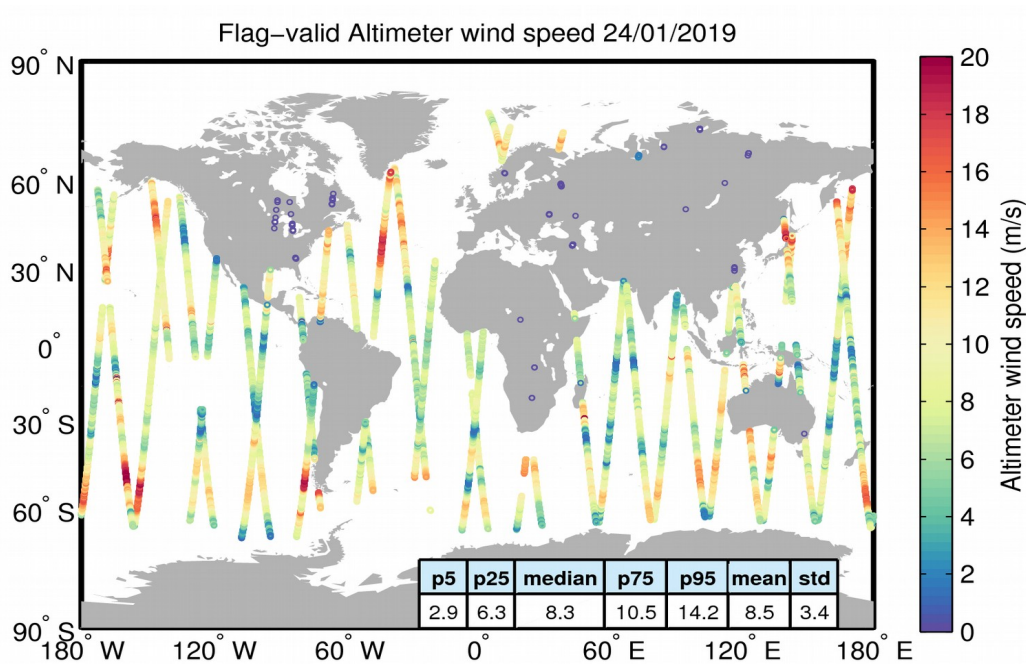 Flag-valid Altimeter wind speed 24/01/2019
90° N
60° N
30° N
0°
30° S
60° S
90° S
180° W
120° W
60° W
0°
60° E
120° E
180° E
p5 p25 median p75 p95 mean std
2.9 6.3 8.3 10.5 14.2 8.5 3.4
20
18
16
14
12
10
8
6
4
2
0
Altimeter wind speed (m/s)